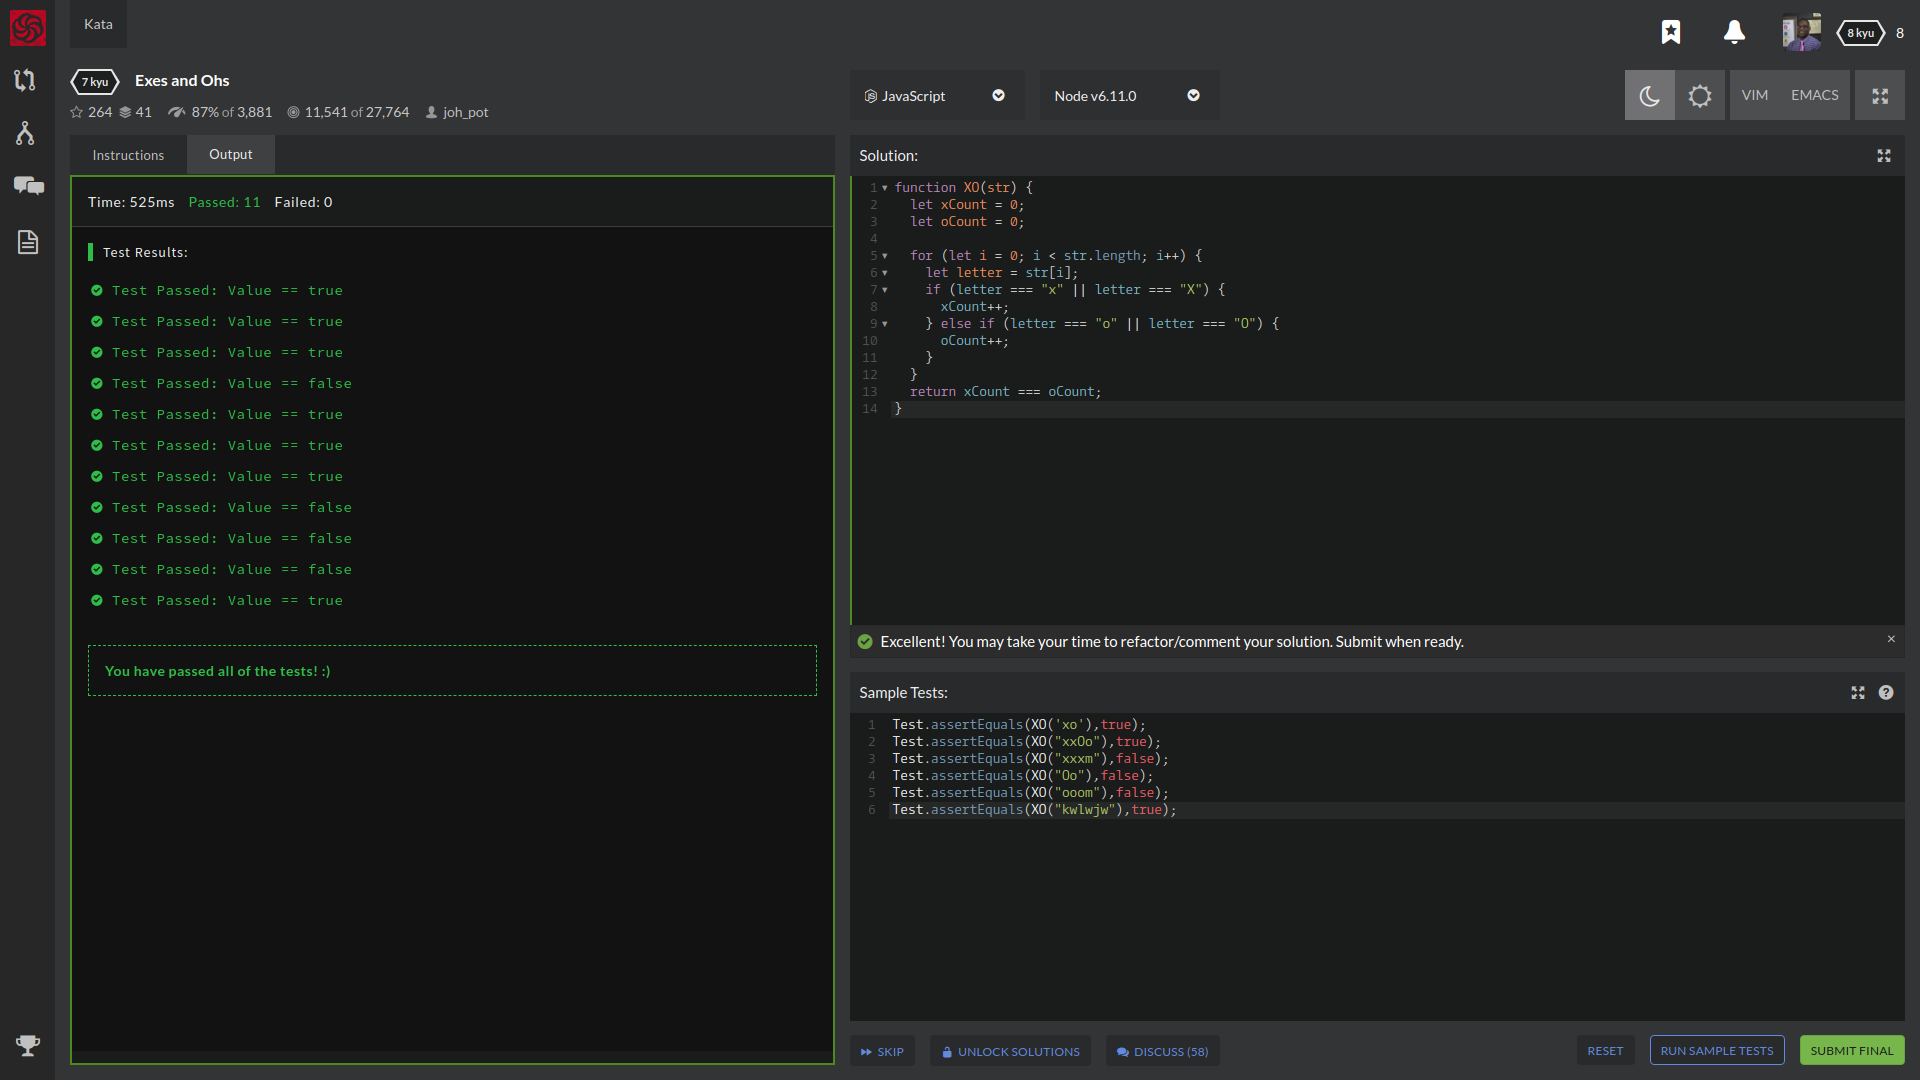 Kata
8 kyu 8
7 kyu Exes and Ohs
264 41 87% of 3,881 11,541 of 27,764 joh_pot
JavaScript
Node v6.11.0
VIM EMACS
Instructions Output
Time: 525ms Passed: 11 Failed: 0
Test Results:
Test Passed: Value == true
Test Passed: Value == true
Test Passed: Value == true
Test Passed: Value == false
Test Passed: Value == true
Test Passed: Value == true
Test Passed: Value == true
Test Passed: Value == false
Test Passed: Value == false
Test Passed: Value == false
Test Passed: Value == true
You have passed all of the tests! :)
Solution:
1 function XO(str) {
2 let xCount = 0;
3 let oCount = 0;
4
5 for (let i = 0; i < str.length; i++) {
6 let letter = str[i];
7 if (letter === "x" || letter === "X") {
8 xCount++;
9 } else if (letter === "o" || letter === "O") {
10 oCount++;
11 }
12 }
13 return xCount === oCount;
14 }
Excellent! You may take your time to refactor/comment your solution. Submit when ready. ×
Sample Tests:
1 Test.assertEquals(XO('xo'),true);
2 Test.assertEquals(XO("xxOo"),true);
3 Test.assertEquals(XO("xxxm"),false);
4 Test.assertEquals(XO("Oo"),false);
5 Test.assertEquals(XO("ooom"),false);
6 Test.assertEquals(XO("kwlwjw"),true);
SKIP UNLOCK SOLUTIONS DISCUSS (58) RESET RUN SAMPLE TESTS SUBMIT FINAL